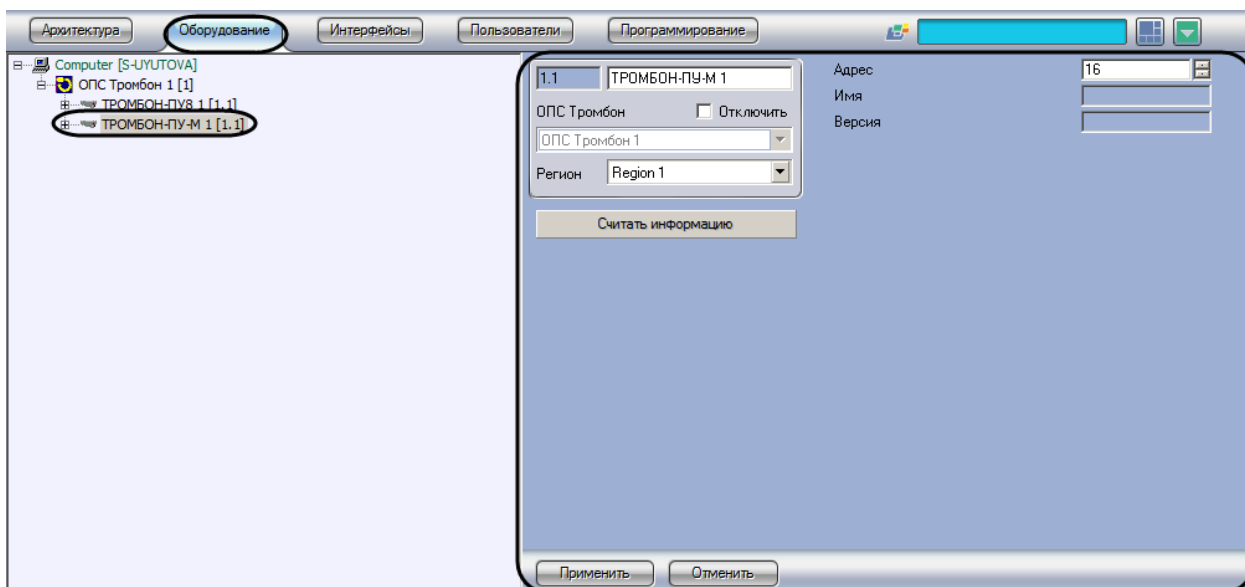 Архитектура Оборудование Интерфейсы Пользователи Программирование
Computer [S-UYUTOVA]
ОПС Тромбон 1 [1]
ТРОМБОН-ПУ8 1 [1.1]
ТРОМБОН-ПУ-М 1 [1.1]
1.1 ТРОМБОН-ПУ-М 1
ОПС Тромбон Отключить
ОПС Тромбон 1
Регион Region 1
Считать информацию
Адрес 16
Имя
Версия
Применить Отменить